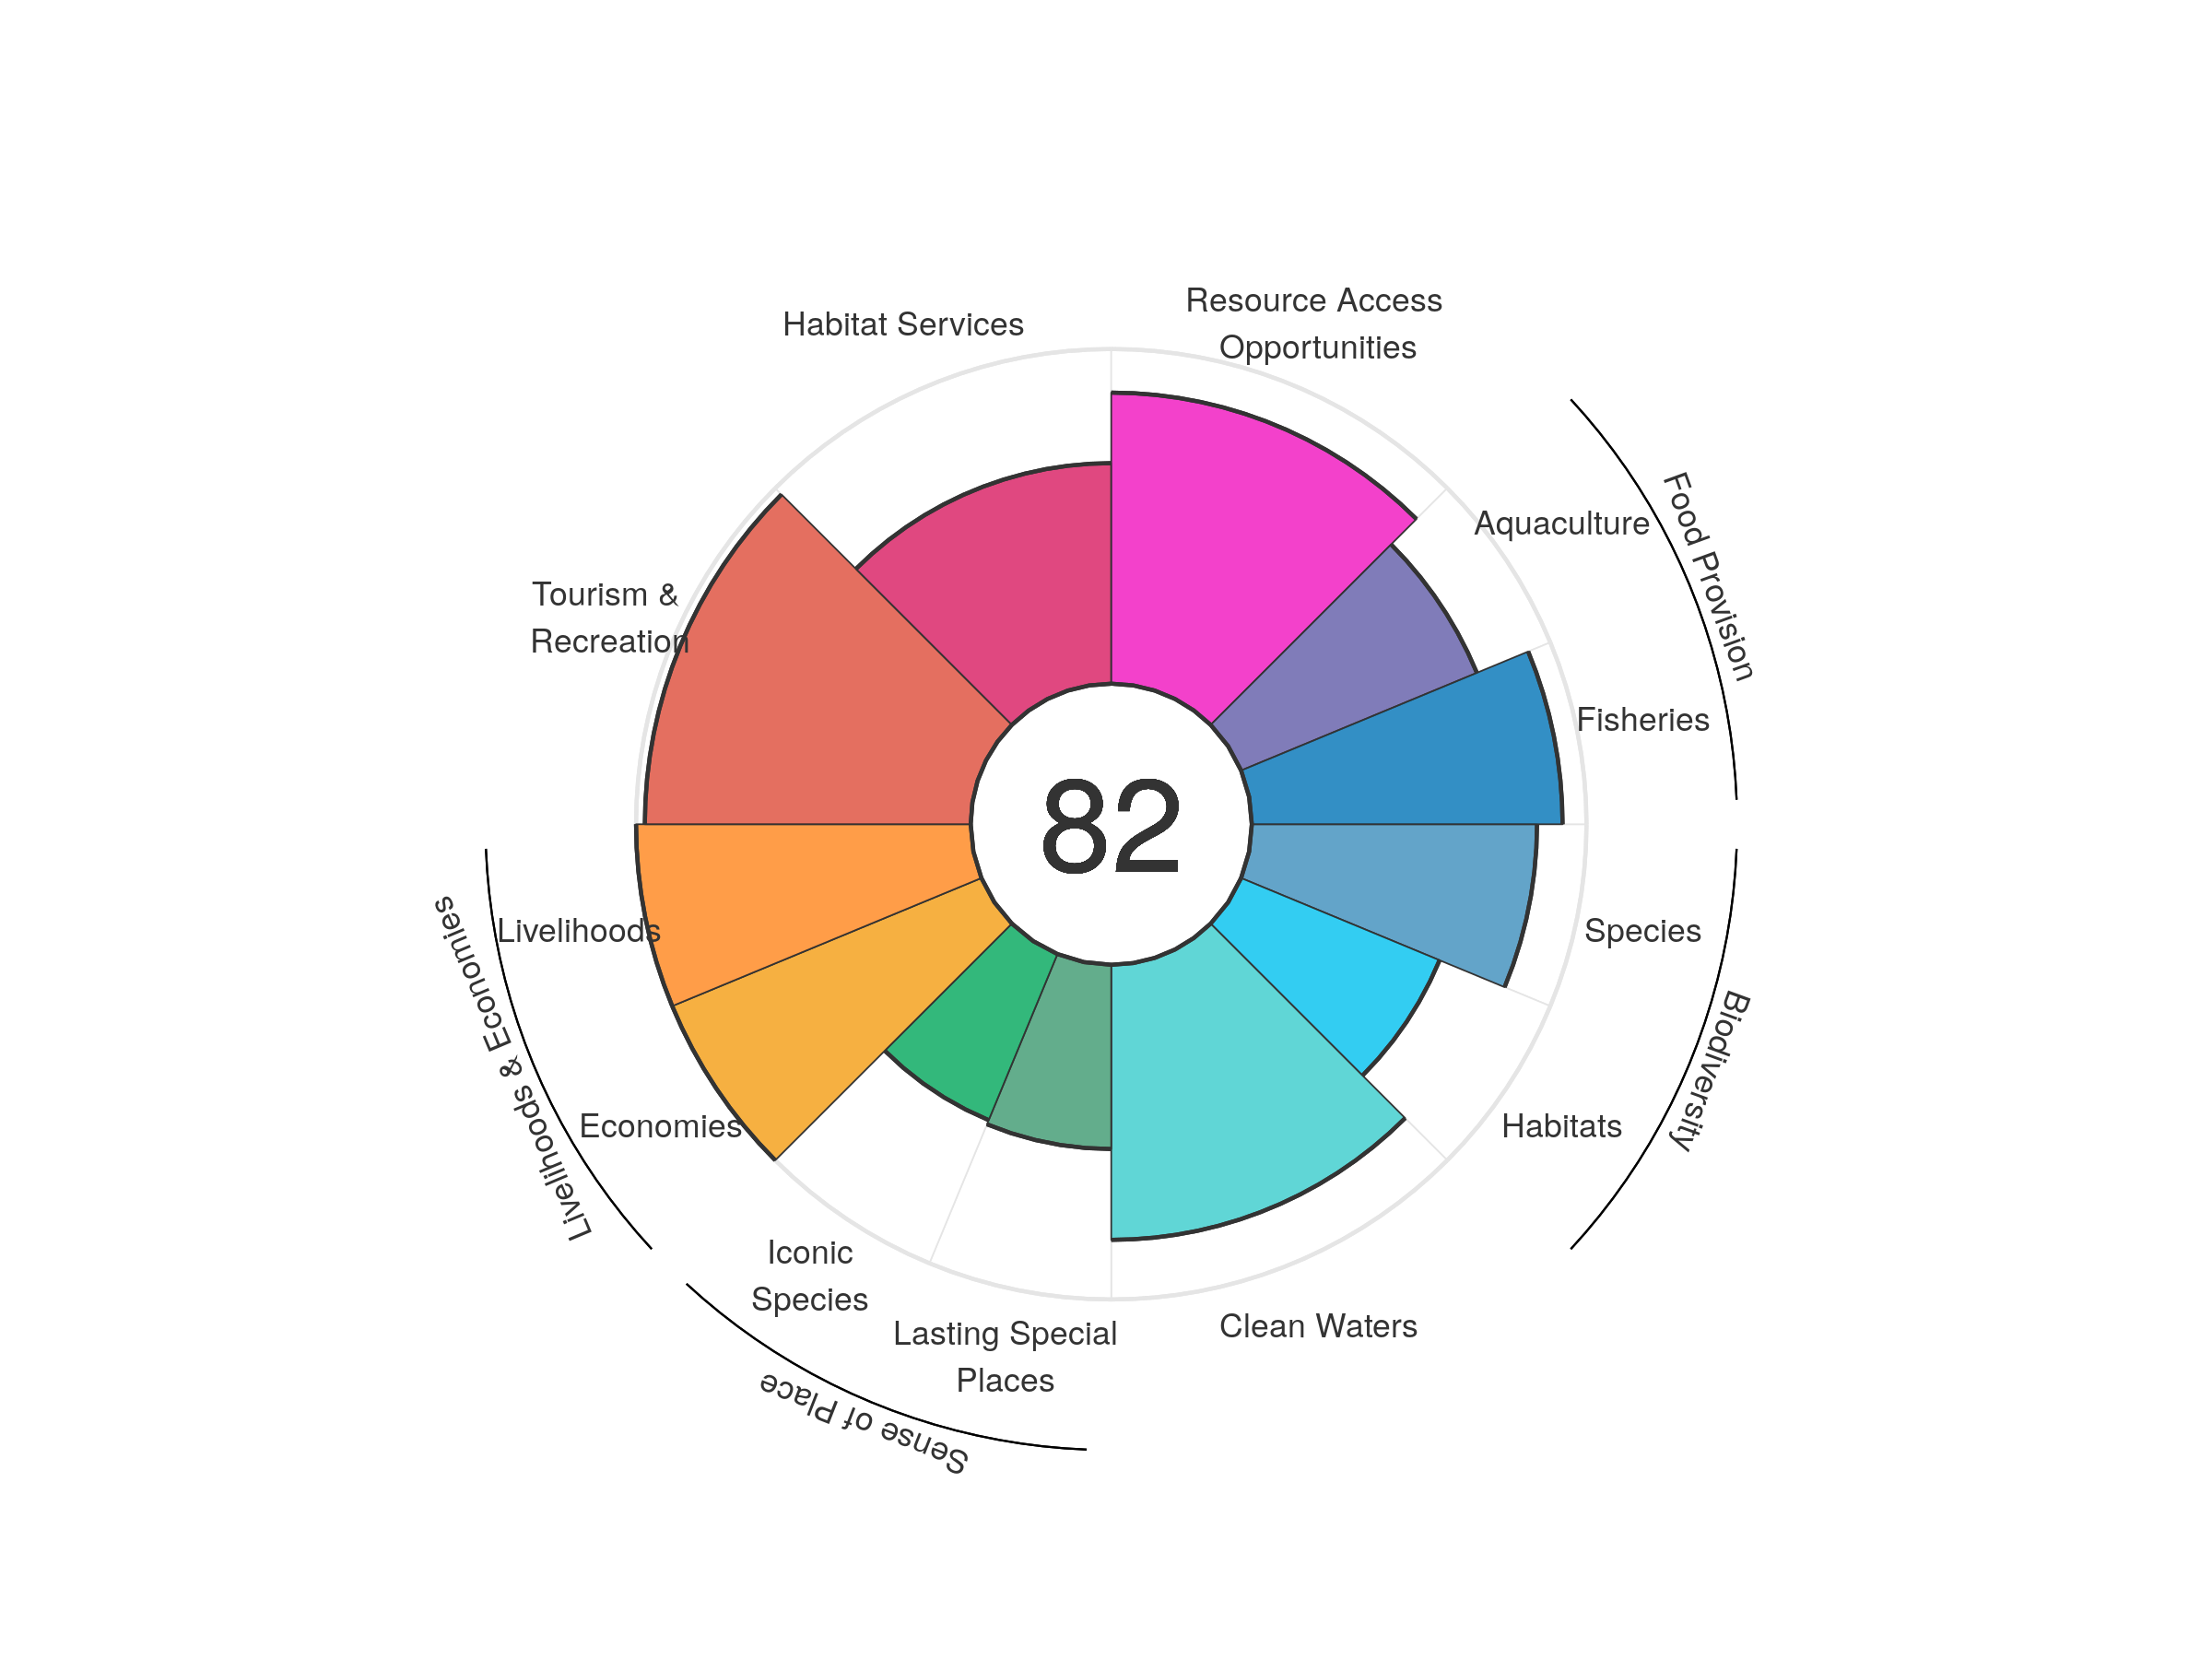 Resource Access
Opportunities
Habitat Services
Aquaculture
Food Provision
Tourism &
Recreation
Fisheries
82
Livelihoods
Species
Livelihoods & Economies
Biodiversity
Economies
Habitats
Iconic
Species
Lasting Special
Places
Clean Waters
Sense of Place